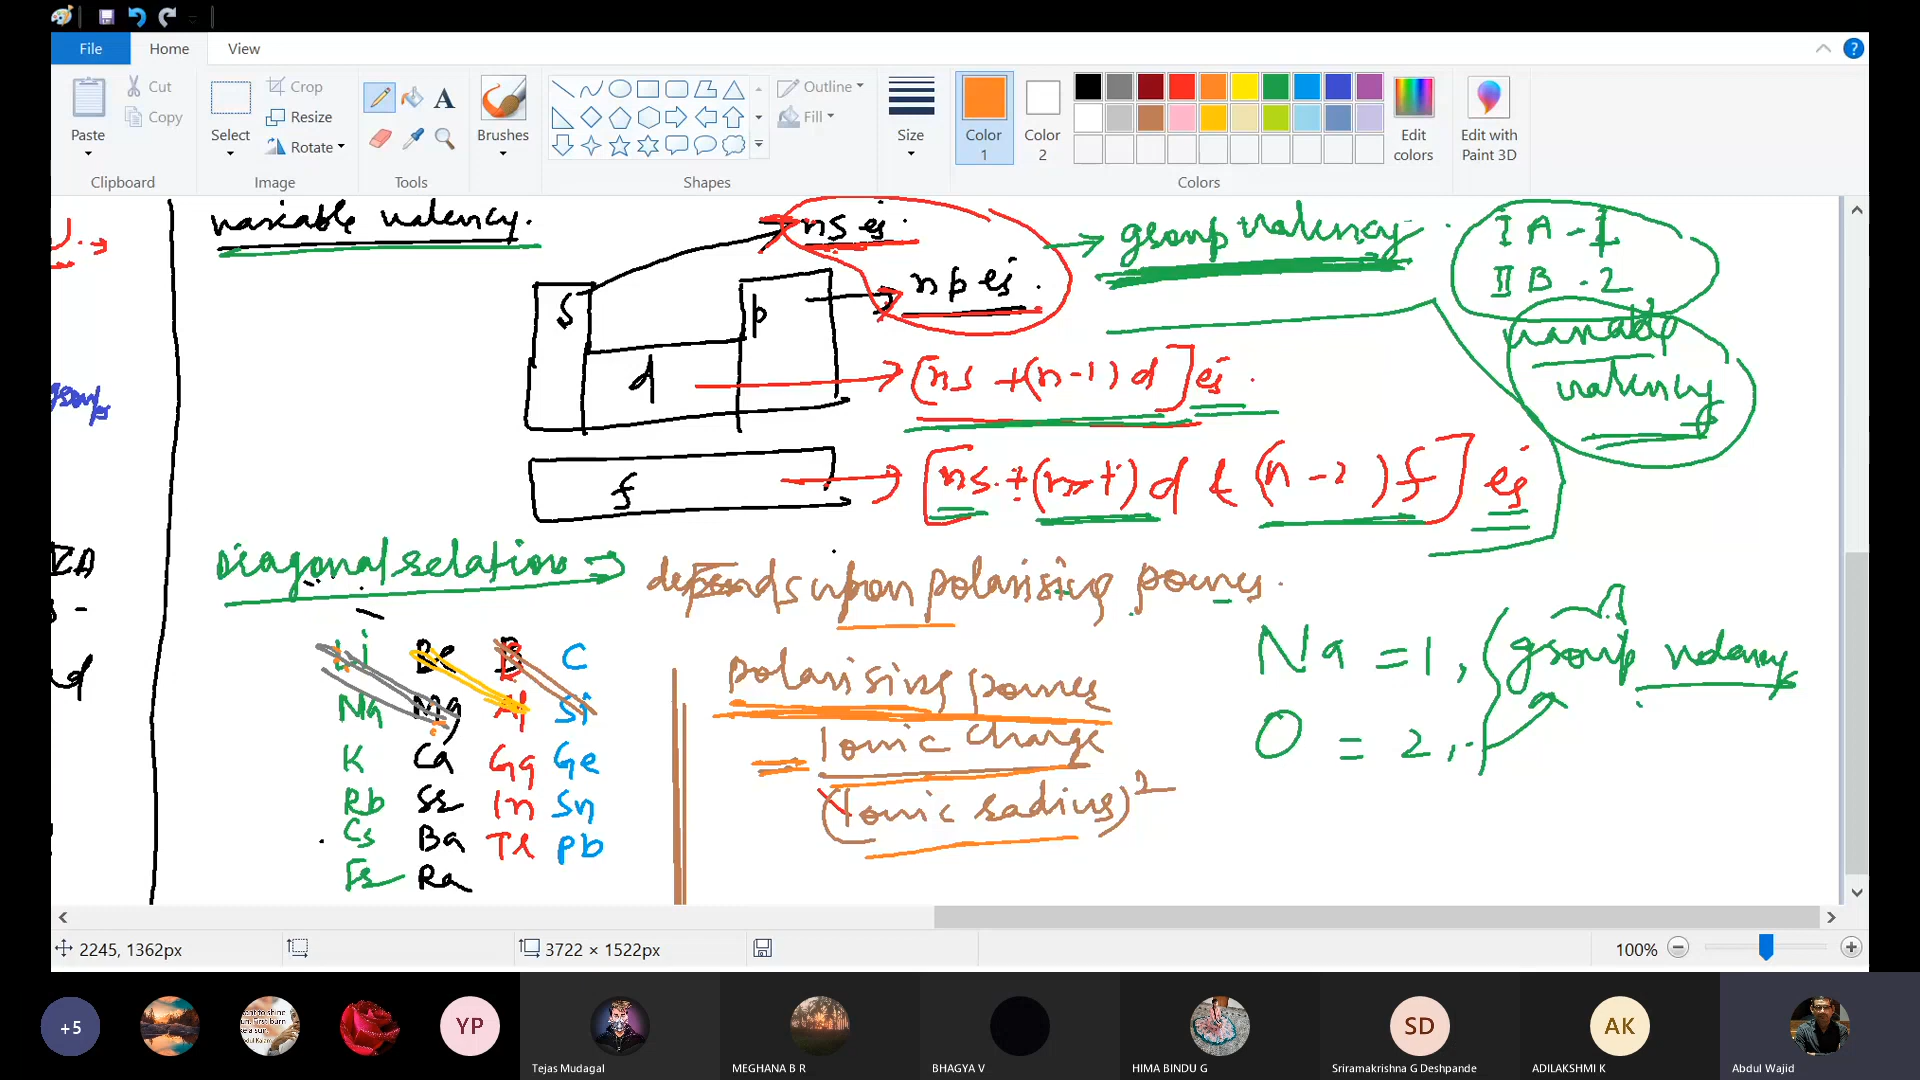 File Home View
Paste
Cut
Copy
Clipboard
Select
Crop
Resize
Rotate
Image
A
Tools
Brushes
Shapes
Outline
Fill
Size
Color 1
Color 2
Edit colors
Edit with Paint 3D
Colors
variable valency.
ns es.
group valency.
I A - 1
II B - 2
np es.
s
p
d
f
variable
valency
[ns +(n-1) d] es.
[ns + (n-1) d & (n-2) f] es
Diagonal relation
depends upon polarising power.
Li Be B C
Na Mg Al Si
K Ca Ga Ge
Rb Sr In Sn
Cs Ba Tl Pb
Fr Ra
polarising power
= Ionic charge
(Ionic radius)2
Na = 1, group valency
O = 2,
groups
2245, 1362px
3722 × 1522px
100%
+5
YP
SD
AK
Tejas Mudagal
MEGHANA B R
BHAGYA V
HIMA BINDU G
Sriramakrishna G Deshpande
ADILAKSHMI K
Abdul Wajid